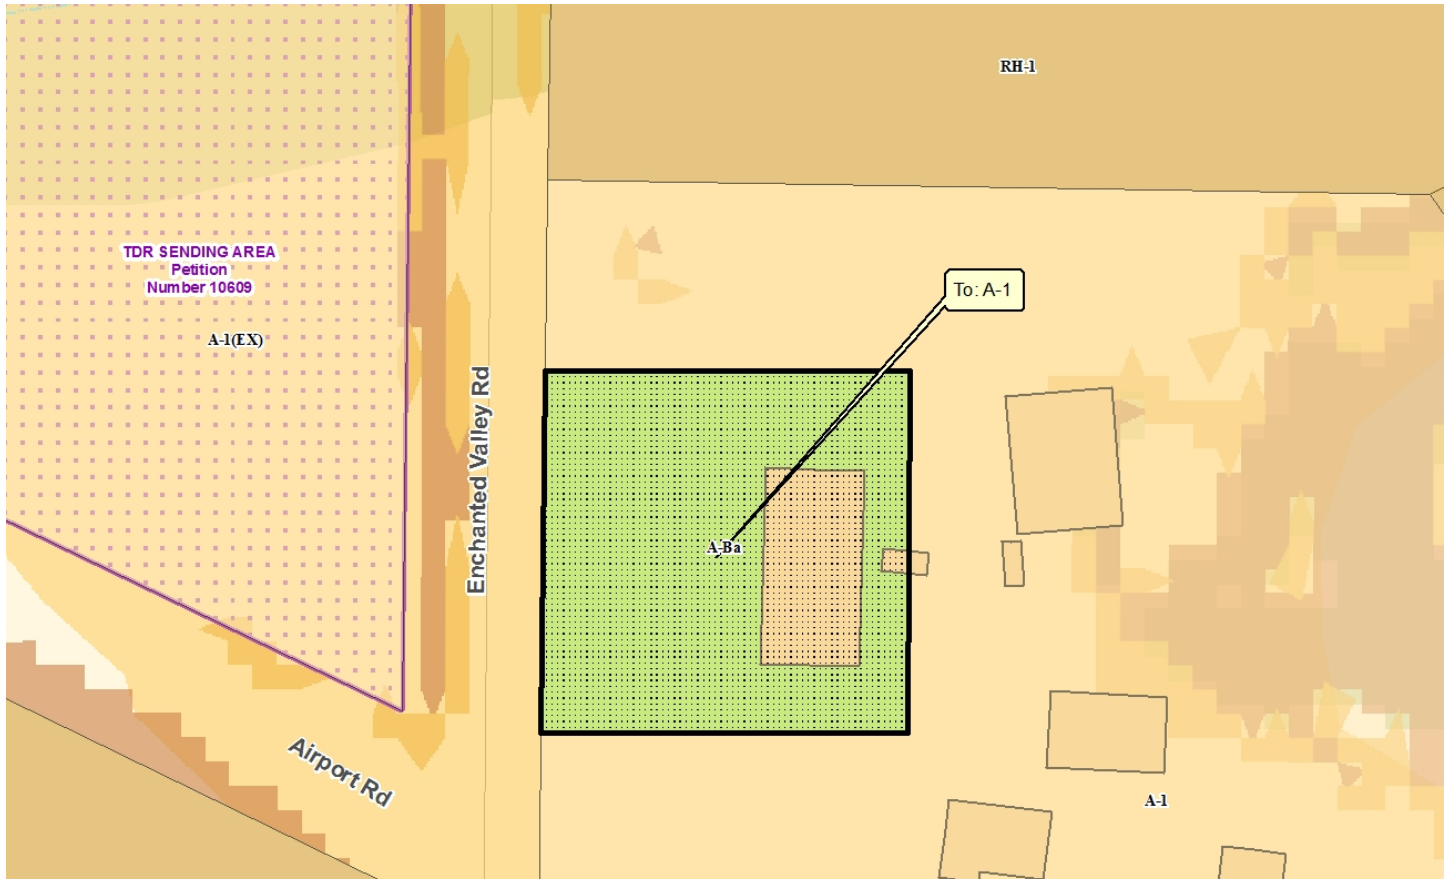 RH-1
TDR SENDING AREA
Petition
Number 10609
To: A-1
A-1(EX)
Enchanted Valley Rd
A-Ba
Airport Rd
A-1